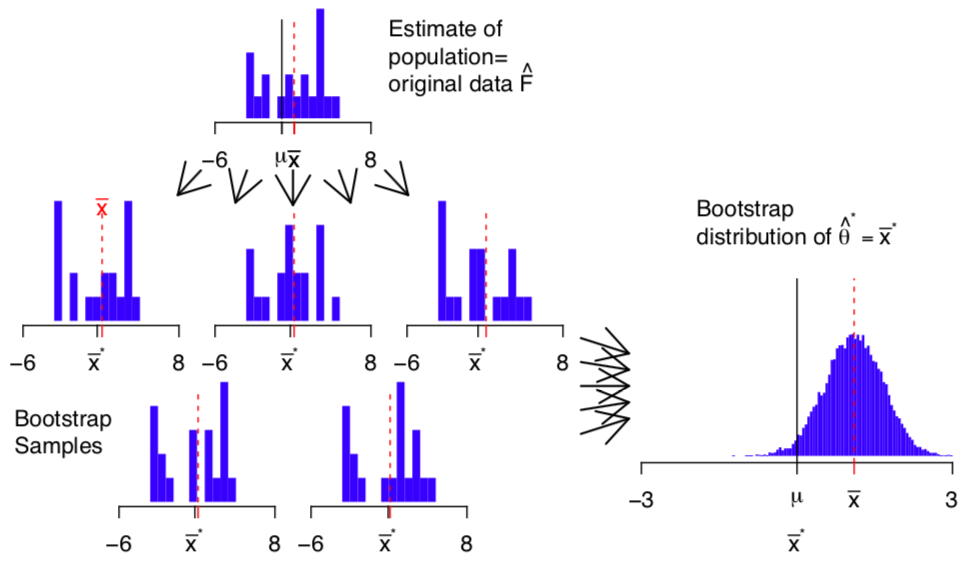 Estimate of
population=
original data F̂
−6 μ x̄ 8
x̄
Bootstrap
distribution of θ̂* = x̄*
−6 x̄* 8
−6 x̄* 8
−6 x̄* 8
Bootstrap
Samples
−6 x̄* 8
−6 x̄* 8
−3 μ x̄ 3
x̄*